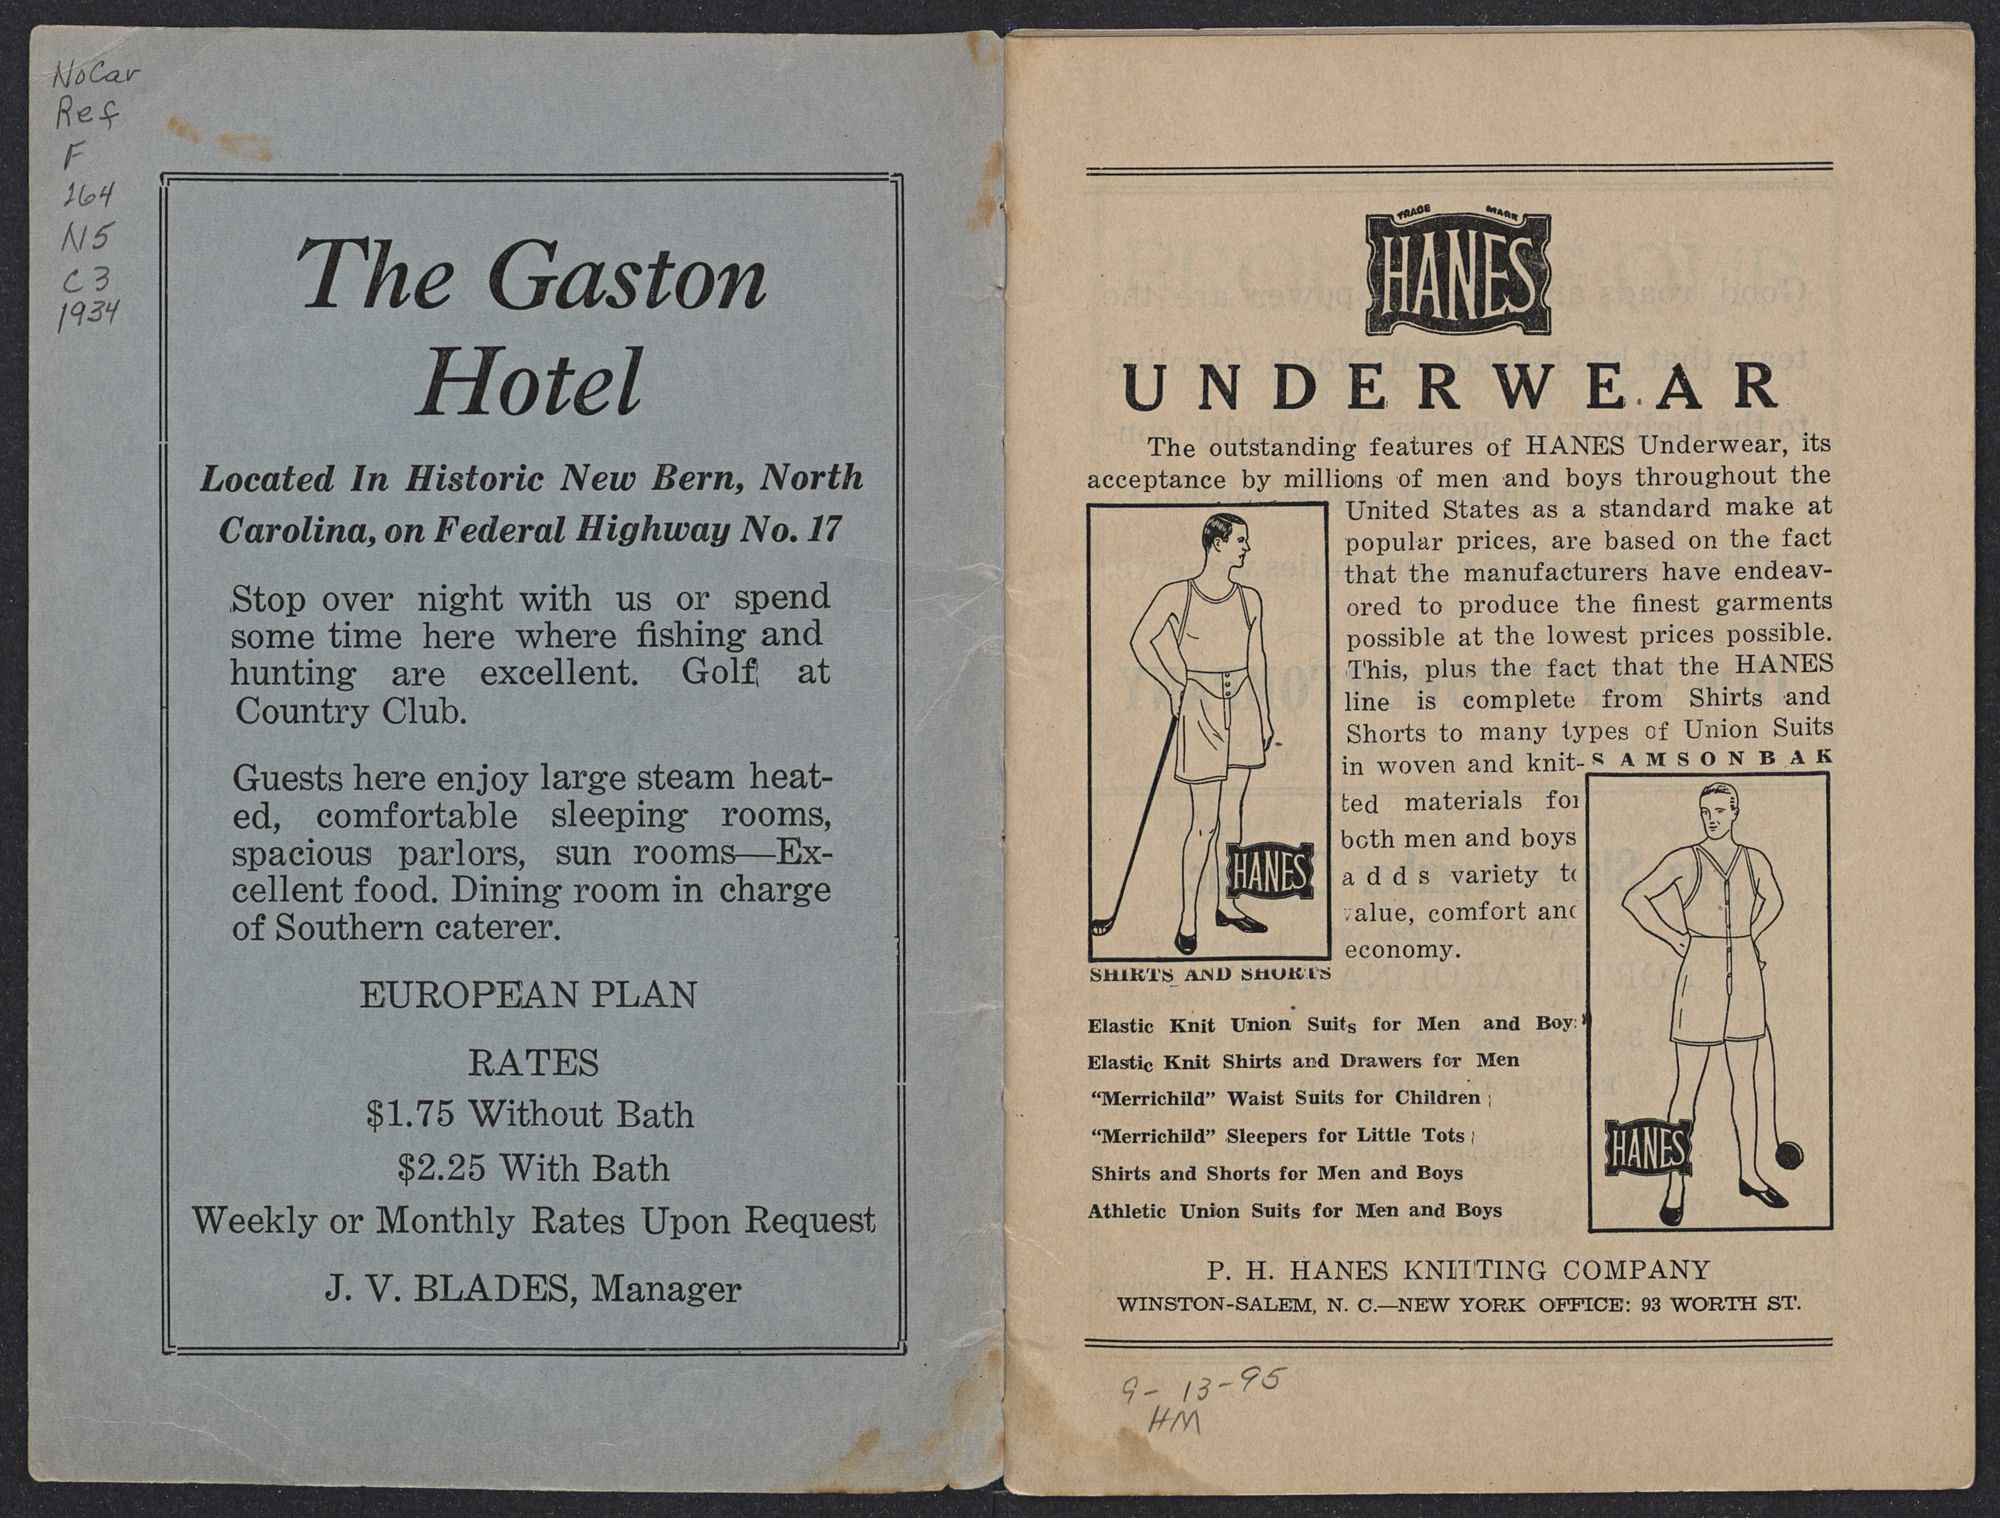 NoCar
Ref
F
264
N5
C3
1934
The Gaston
Hotel
Located In Historic New Bern, North
Carolina, on Federal Highway No. 17
Stop over night with us or spend
some time here where fishing and
hunting are excellent. Golf at
Country Club.
Guests here enjoy large steam heat-
ed, comfortable sleeping rooms,
spacious parlors, sun rooms—Ex-
cellent food. Dining room in charge
of Southern caterer.
EUROPEAN PLAN
RATES
$1.75 Without Bath
$2.25 With Bath
Weekly or Monthly Rates Upon Request
J. V. BLADES, Manager
TRADE MARK
HANES
UNDERWEAR
The outstanding features of HANES Underwear, its
acceptance by millions of men and boys throughout the
United States as a standard make at
popular prices, are based on the fact
that the manufacturers have endeav-
ored to produce the finest garments
possible at the lowest prices possible.
This, plus the fact that the HANES
line is complete from Shirts and
Shorts to many types of Union Suits
in woven and knit-
ted materials for
both men and boys
adds variety to
value, comfort and
economy.
HANES
SHIRTS AND SHORTS
SAMSONBAK
HANES
Elastic Knit Union Suits for Men and Boys
Elastic Knit Shirts and Drawers for Men
"Merrichild" Waist Suits for Children
"Merrichild" Sleepers for Little Tots
Shirts and Shorts for Men and Boys
Athletic Union Suits for Men and Boys
P. H. HANES KNITTING COMPANY
WINSTON-SALEM, N. C.—NEW YORK OFFICE: 93 WORTH ST.
9-13-95
HM